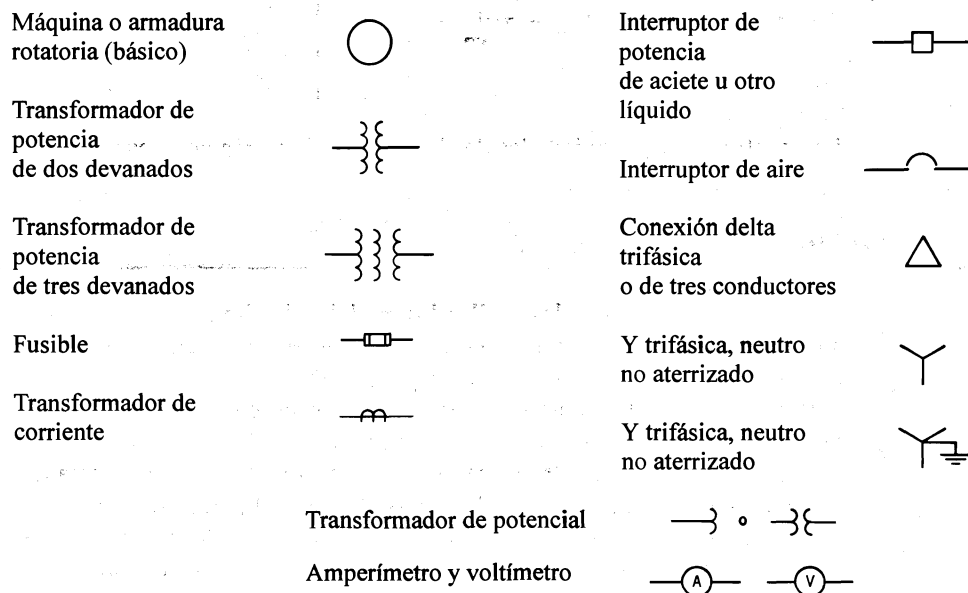 Máquina o armadura
rotatoria (básico)
Transformador de
potencia
de dos devanados
Transformador de
potencia
de tres devanados
Fusible
Transformador de
corriente
Interruptor de
potencia
de aciete u otro
líquido
Interruptor de aire
Conexión delta
trifásica
o de tres conductores
Y trifásica, neutro
no aterrizado
Y trifásica, neutro
no aterrizado
Transformador de potencial
o
Amperímetro y voltímetro
A
V